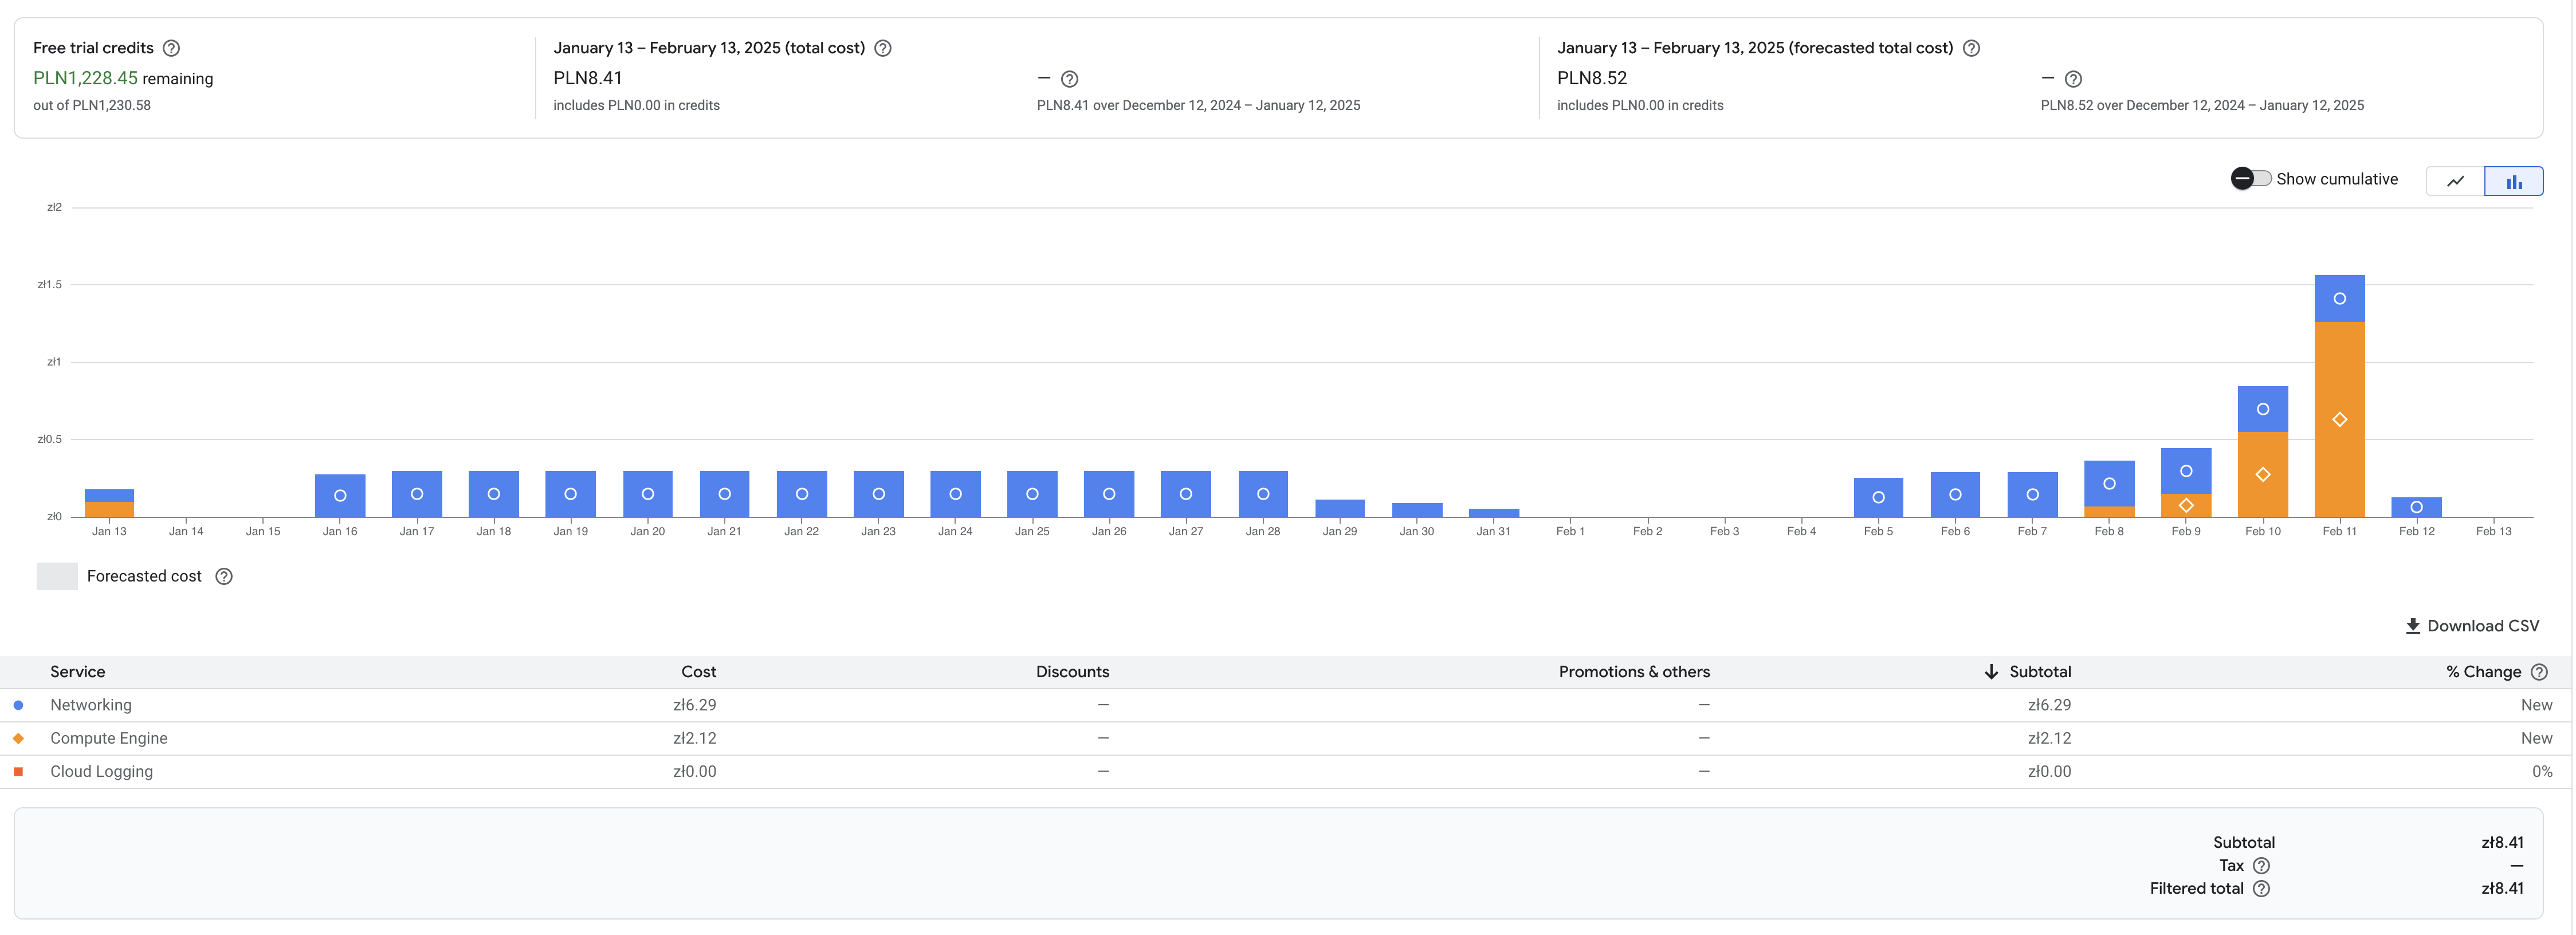 Free trial credits
PLN1,228.45 remaining
out of PLN1,230.58
January 13 – February 13, 2025 (total cost)
PLN8.41
includes PLN0.00 in credits
—
PLN8.41 over December 12, 2024 – January 12, 2025
January 13 – February 13, 2025 (forecasted total cost)
PLN8.52
includes PLN0.00 in credits
—
PLN8.52 over December 12, 2024 – January 12, 2025
Show cumulative
zł2
zł1.5
zł1
zł0.5
zł0
Jan 13 Jan 14 Jan 15 Jan 16 Jan 17 Jan 18 Jan 19 Jan 20 Jan 21 Jan 22 Jan 23 Jan 24 Jan 25 Jan 26 Jan 27 Jan 28 Jan 29 Jan 30 Jan 31 Feb 1 Feb 2 Feb 3 Feb 4 Feb 5 Feb 6 Feb 7 Feb 8 Feb 9 Feb 10 Feb 11 Feb 12 Feb 13
Forecasted cost
Download CSV
Service Cost Discounts Promotions & others Subtotal % Change
Networking zł6.29 — — zł6.29 New
Compute Engine zł2.12 — — zł2.12 New
Cloud Logging zł0.00 — — zł0.00 0%
Subtotal zł8.41
Tax —
Filtered total zł8.41